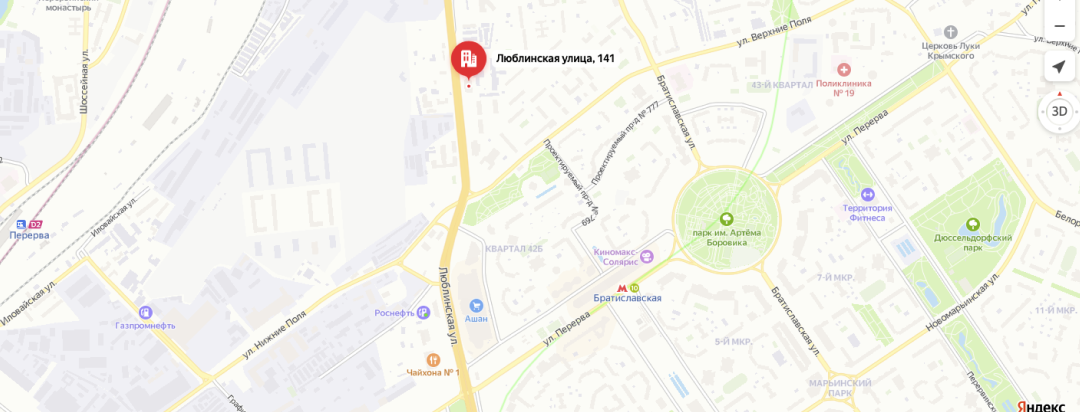 монастырь
Шоссейная ул.
Люблинская улица, 141
ул. Верхние Поля
Церковь Луки
Крымского
Поликлиника
№ 19
43-Й КВАРТАЛ
3D
Братиславская ул.
Проектируемый пр-д № 777
ул. Перерва
Проектируемый пр-д №
769
Иловайская ул.
D2
Перерва
Территория
Фитнеса
парк им. Артёма
Боровика
Дюссельдорфский
парк
КВАРТАЛ 42Б
Киномакс-
Солярис
10
Братиславская
7-Й МКР.
Люблинская ул.
Иловайская ул.
Газпромнефть
Роснефть
Ашан
ул. Нижние Поля
ул. Перерва
Братиславская ул.
Новомарьинская ул.
11-Й МКР.
5-Й МКР.
Чайхона № 1
МАРЬИНСКИЙ
ПАРК
Яндекс